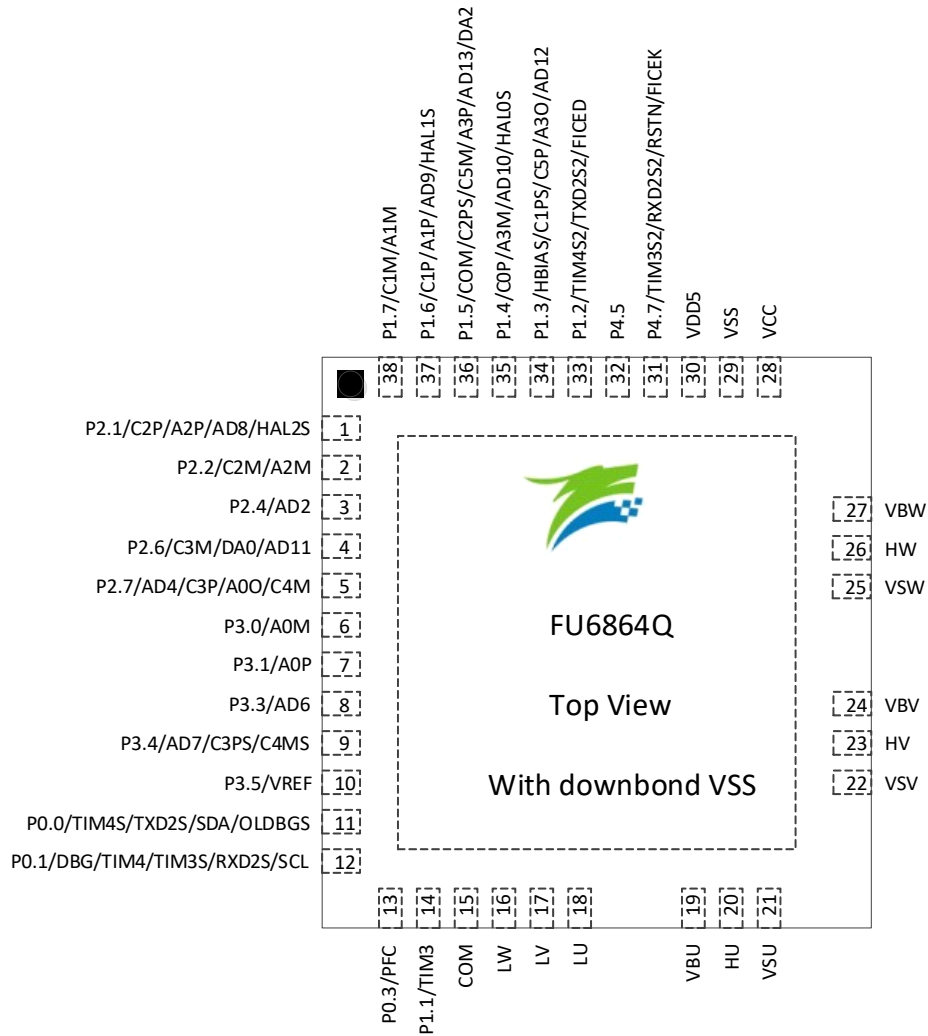 P1.7/C1M/A1M
P1.6/C1P/A1P/AD9/HAL1S
P1.5/COM/C2PS/C5M/A3P/AD13/DA2
P1.4/C0P/A3M/AD10/HAL0S
P1.3/HBIAS/C1PS/C5P/A3O/AD12
P1.2/TIM4S2/TXD2S2/FICED
P4.5
P4.7/TIM3S2/RXD2S2/RSTN/FICEK
VDD5
VSS
VCC
38
37
36
35
34
33
32
31
30
29
28
P2.1/C2P/A2P/AD8/HAL2S 1
P2.2/C2M/A2M 2
P2.4/AD2 3
P2.6/C3M/DA0/AD11 4
P2.7/AD4/C3P/A0O/C4M 5
P3.0/A0M 6
P3.1/A0P 7
P3.3/AD6 8
P3.4/AD7/C3PS/C4MS 9
P3.5/VREF 10
P0.0/TIM4S/TXD2S/SDA/OLDBGS 11
P0.1/DBG/TIM4/TIM3S/RXD2S/SCL 12
FU6864Q
Top View
With downbond VSS
27 VBW
26 HW
25 VSW
24 VBV
23 HV
22 VSV
13
14
15
16
17
18
19
20
21
P0.3/PFC
P1.1/TIM3
COM
LW
LV
LU
VBU
HU
VSU